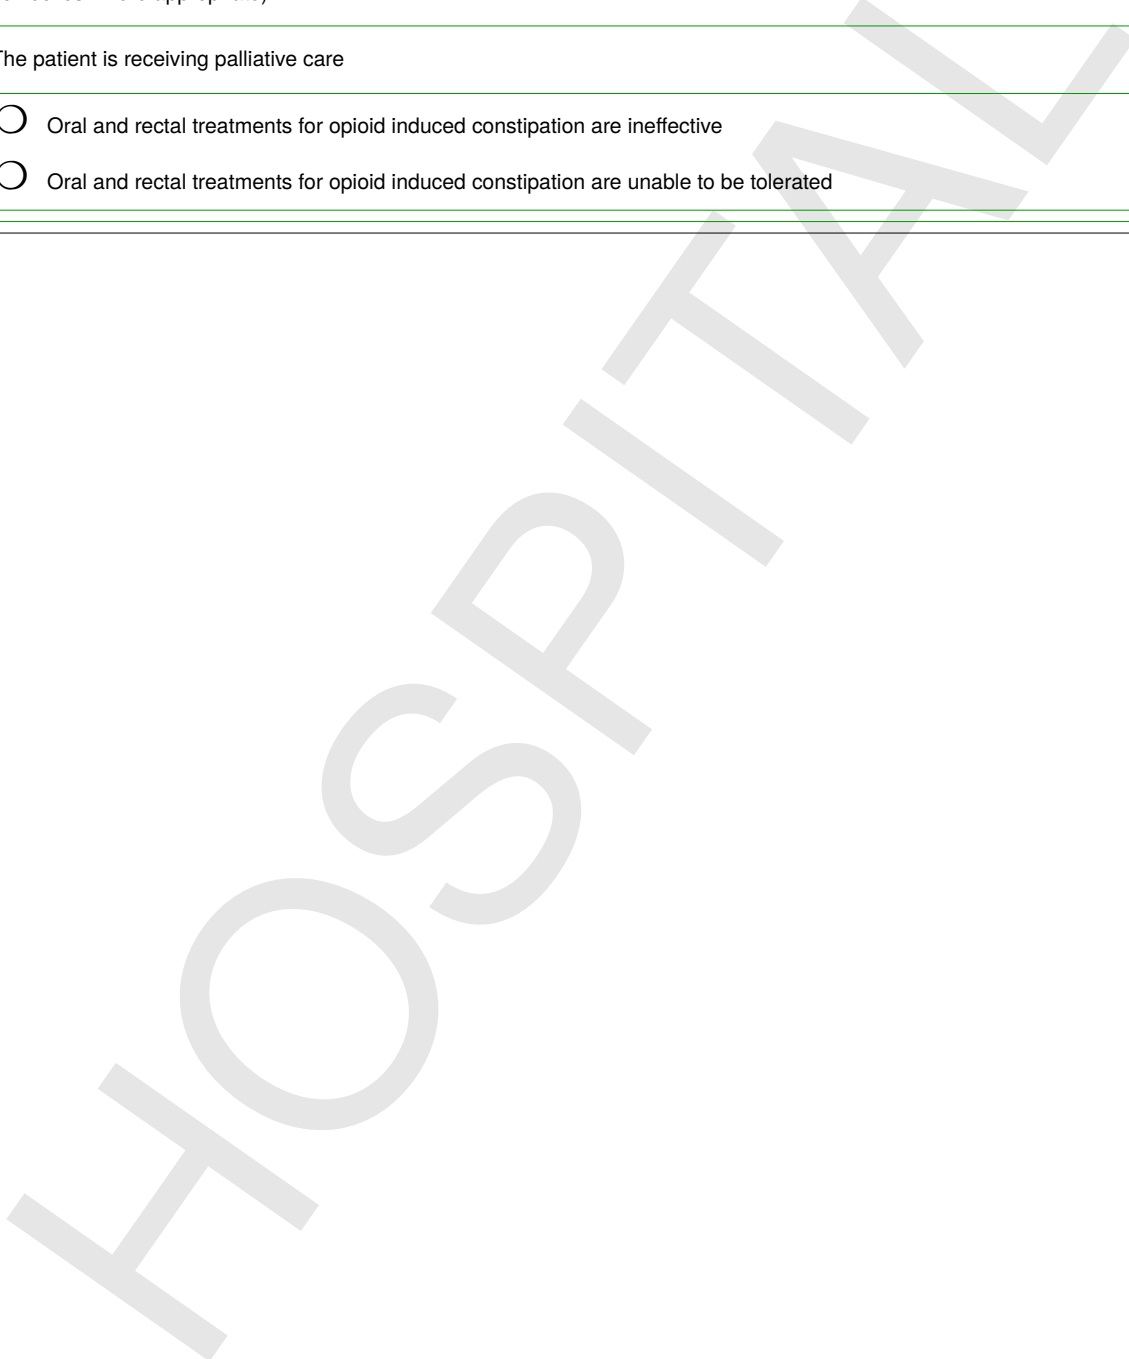 The patient is receiving palliative care
Oral and rectal treatments for opioid induced constipation are ineffective
Oral and rectal treatments for opioid induced constipation are unable to be tolerated
HOSPITAL